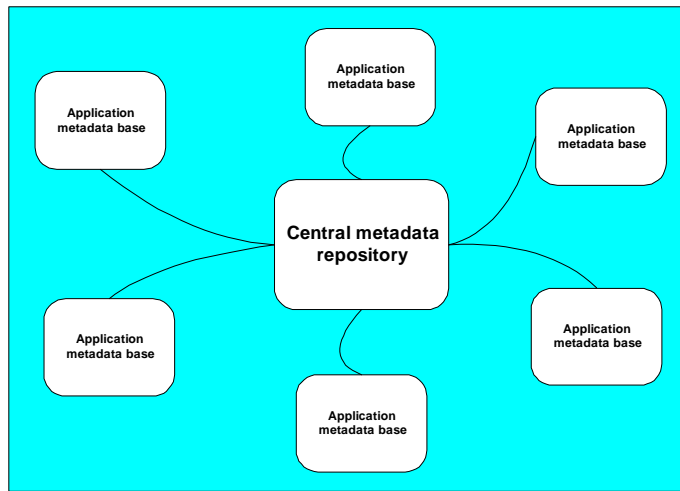 Application
metadata base
Application
metadata base
Application
metadata base
Central metadata
repository
Application
metadata base
Application
metadata base
Application
metadata base